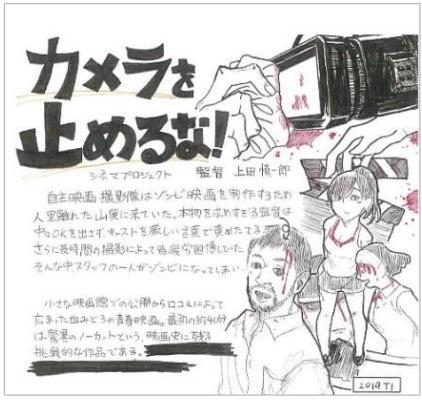 カメラを
止めるな!
シネマプロジェクト 監督 上田慎一郎
自主映画撮影像はゾンビ映画を制作するため
人里離れた山奥に来ていた。本物を求めすぎる監督は
中々OKを出さず、キャストを厳しい言葉で責めたてる。
さらに長時間の撮影によって皆疲労困憊していた。
そんな中スタッフの一人がゾンビになってしまい
小さな映画館での公開から口コミによって
広まった血みどろの青春映画。最初の約40分
は驚異のノーカットという、映画史に残る
挑戦的な作品である。
2019 TI